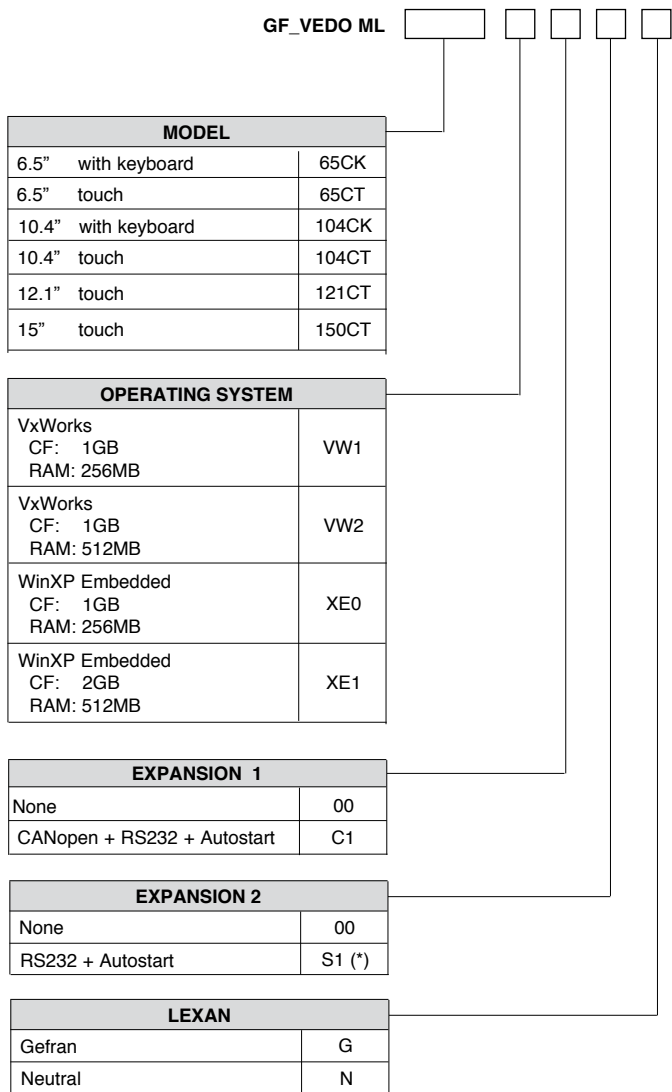 GF_VEDO ML
MODEL
6.5” with keyboard 65CK
6.5” touch 65CT
10.4” with keyboard 104CK
10.4” touch 104CT
12.1” touch 121CT
15” touch 150CT
OPERATING SYSTEM
VxWorks
CF: 1GB
RAM: 256MB
VW1
VxWorks
CF: 1GB
RAM: 512MB
VW2
WinXP Embedded
CF: 1GB
RAM: 256MB
XE0
WinXP Embedded
CF: 2GB
RAM: 512MB
XE1
EXPANSION 1
None 00
CANopen + RS232 + Autostart C1
EXPANSION 2
None 00
RS232 + Autostart S1 (*)
LEXAN
Gefran G
Neutral N